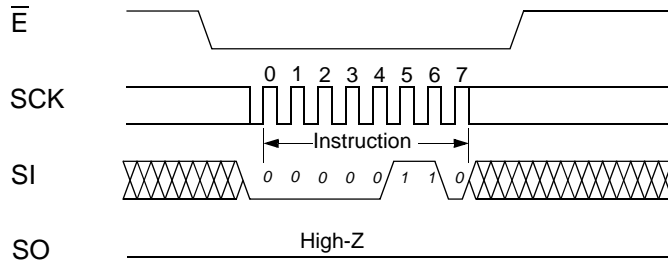 E
0 1 2 3 4 5 6 7
SCK
Instruction
SI 0 0 0 0 0 1 1 0
High-Z
SO